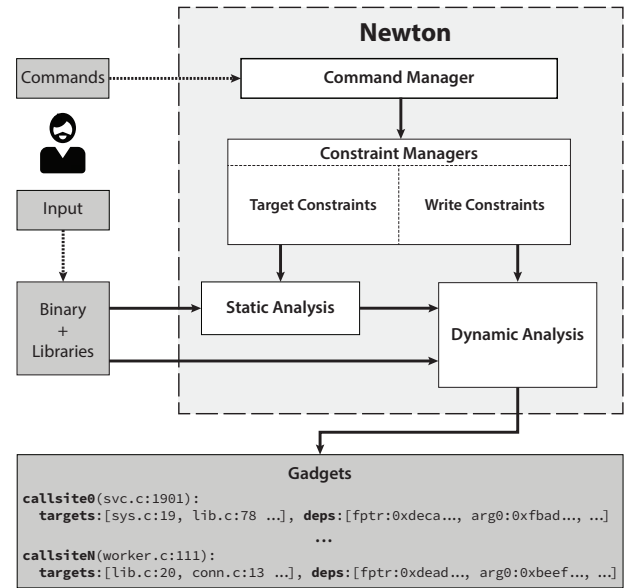 Newton
Commands
Command Manager
Constraint Managers
Target Constraints
Write Constraints
Input
Binary
+
Libraries
Static Analysis
Dynamic Analysis
Gadgets
callsite0(svc.c:1901):
targets:[sys.c:19, lib.c:78 ...], deps:[fptr:0xdeca..., arg0:0xfbad..., ...]
...
callsiteN(worker.c:111):
targets:[lib.c:20, conn.c:13 ...], deps:[fptr:0xdead..., arg0:0xbeef..., ...]